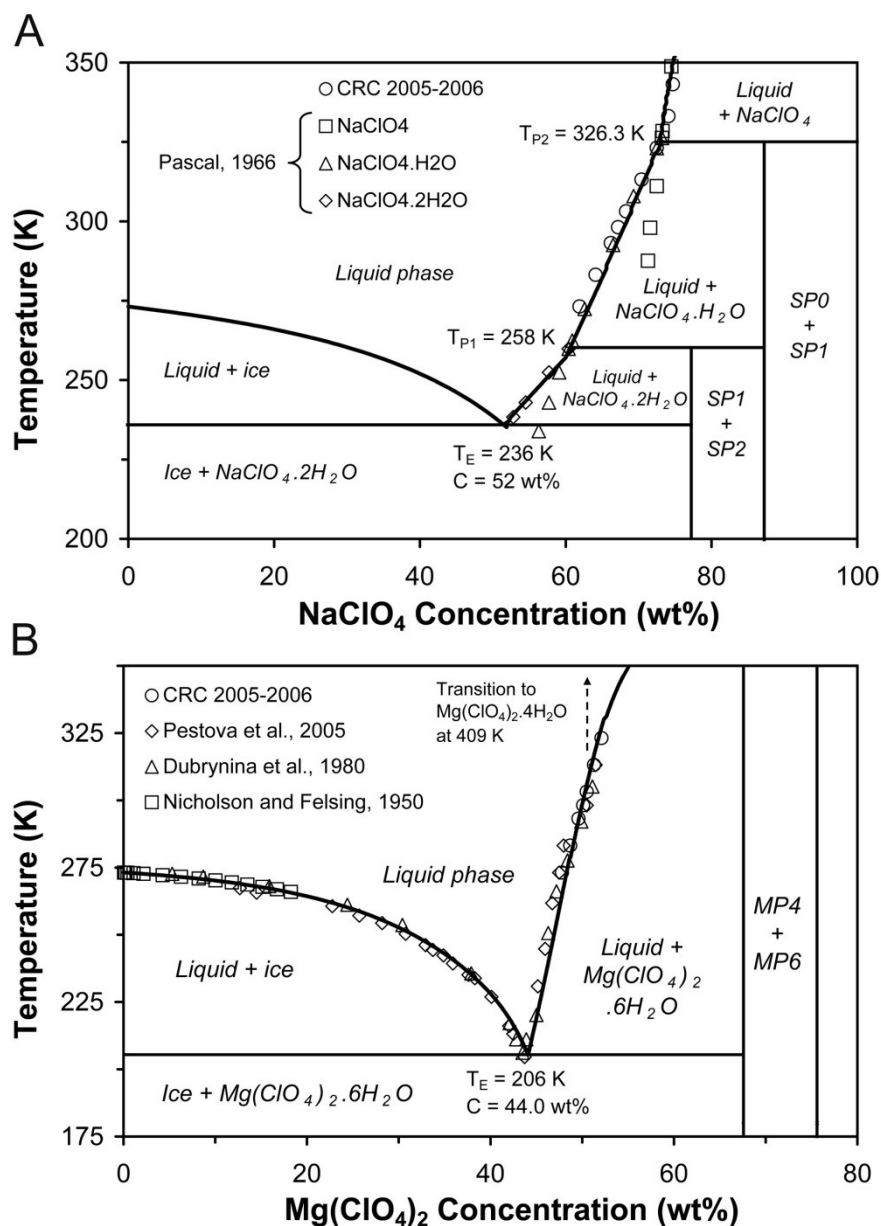 A
350
300
250
200
Temperature (K)
CRC 2005-2006
Pascal, 1966
NaClO4
NaClO4.H2O
NaClO4.2H2O
Liquid
+ NaClO₄
T_P2 = 326.3 K
Liquid phase
Liquid +
NaClO₄.H₂O
SP0
+
SP1
T_P1 = 258 K
Liquid + ice
Liquid +
NaClO₄.2H₂O
SP1
+
SP2
Ice + NaClO₄.2H₂O
T_E = 236 K
C = 52 wt%
0 20 40 60 80 100
NaClO₄ Concentration (wt%)
B
325
275
225
175
Temperature (K)
CRC 2005-2006
Pestova et al., 2005
Dubrynina et al., 1980
Nicholson and Felsing, 1950
Transition to
Mg(ClO₄)₂.4H₂O
at 409 K
Liquid phase
Liquid + ice
Liquid +
Mg(ClO₄)₂
.6H₂O
MP4
+
MP6
Ice + Mg(ClO₄)₂.6H₂O
T_E = 206 K
C = 44.0 wt%
0 20 40 60 80
Mg(ClO₄)₂ Concentration (wt%)